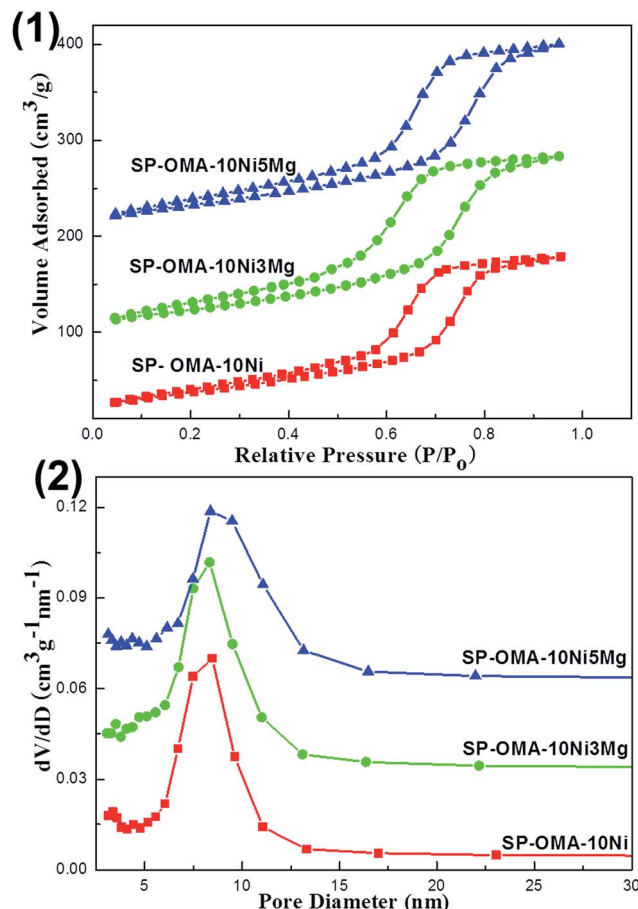 (1)
400
300
200
100
Volume Adsorbed (cm³/g)
SP-OMA-10Ni5Mg
SP-OMA-10Ni3Mg
SP- OMA-10Ni
0.0 0.2 0.4 0.6 0.8 1.0
Relative Pressure (P/P₀)
(2)
0.12
0.09
0.06
0.03
0.00
dV/dD (cm³g⁻¹nm⁻¹)
SP-OMA-10Ni5Mg
SP-OMA-10Ni3Mg
SP-OMA-10Ni
5 10 15 20 25 30
Pore Diameter (nm)